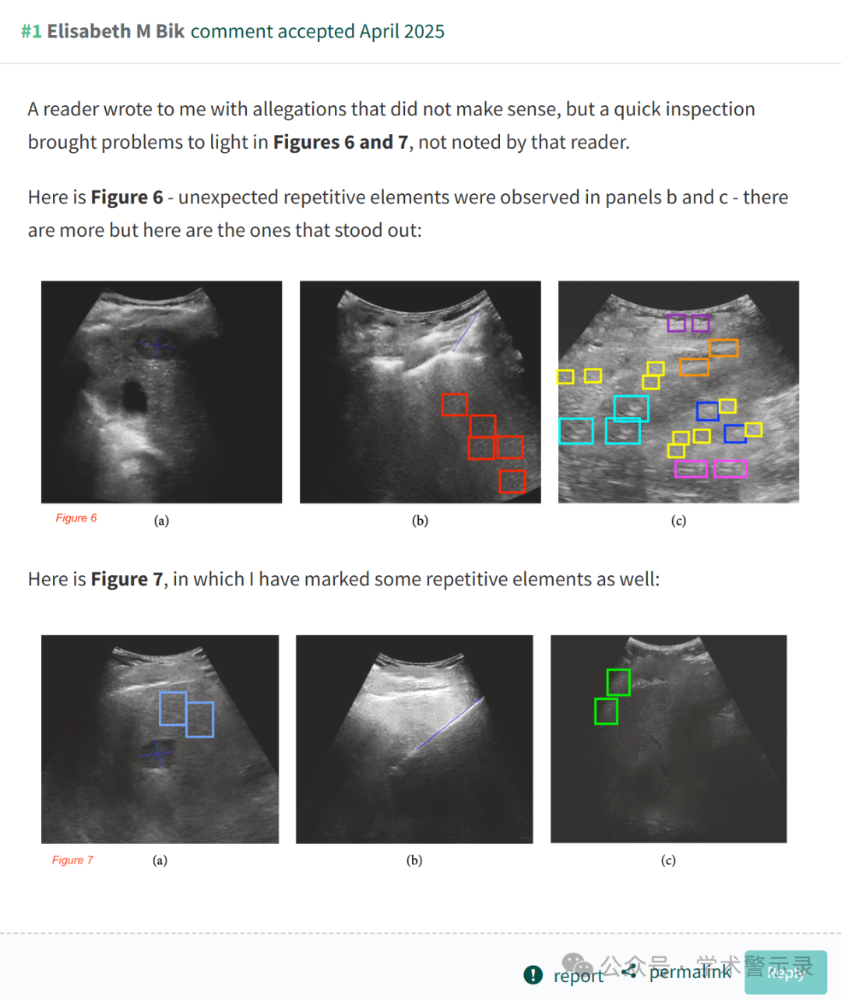 #1 Elisabeth M Bik comment accepted April 2025
A reader wrote to me with allegations that did not make sense, but a quick inspection
brought problems to light in Figures 6 and 7, not noted by that reader.
Here is Figure 6 - unexpected repetitive elements were observed in panels b and c - there
are more but here are the ones that stood out:
Figure 6
(a)
(b)
(c)
Here is Figure 7, in which I have marked some repetitive elements as well:
Figure 7
(a)
(b)
(c)
report
permalink
Reply
公众号 · 学术警示录